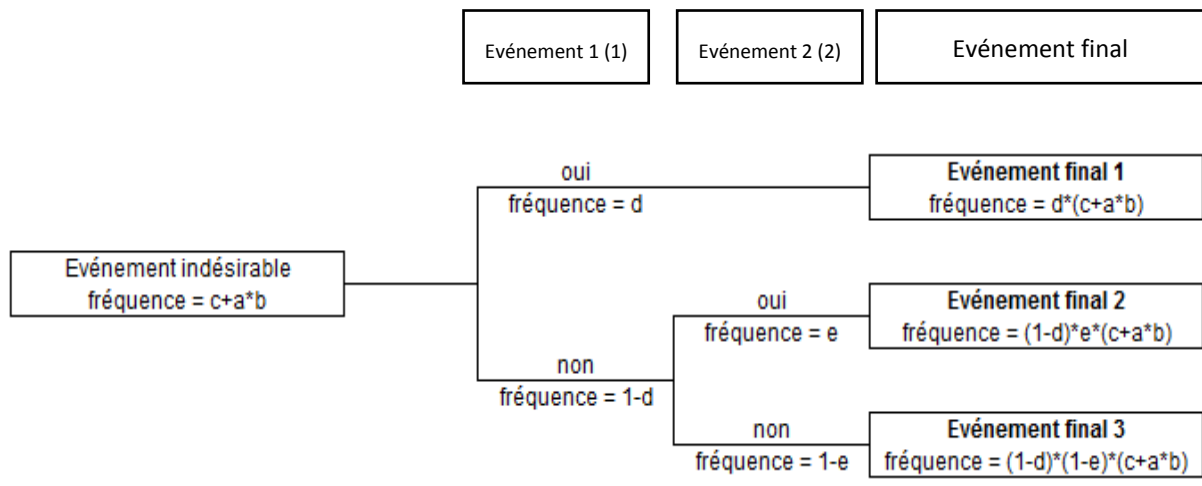 Evénement 1 (1)
Evénement 2 (2)
Evénement final
oui
fréquence = d
Evénement final 1
fréquence = d*(c+a*b)
Evénement indésirable
fréquence = c+a*b
oui
fréquence = e
Evénement final 2
fréquence = (1-d)*e*(c+a*b)
non
fréquence = 1-d
non
fréquence = 1-e
Evénement final 3
fréquence = (1-d)*(1-e)*(c+a*b)